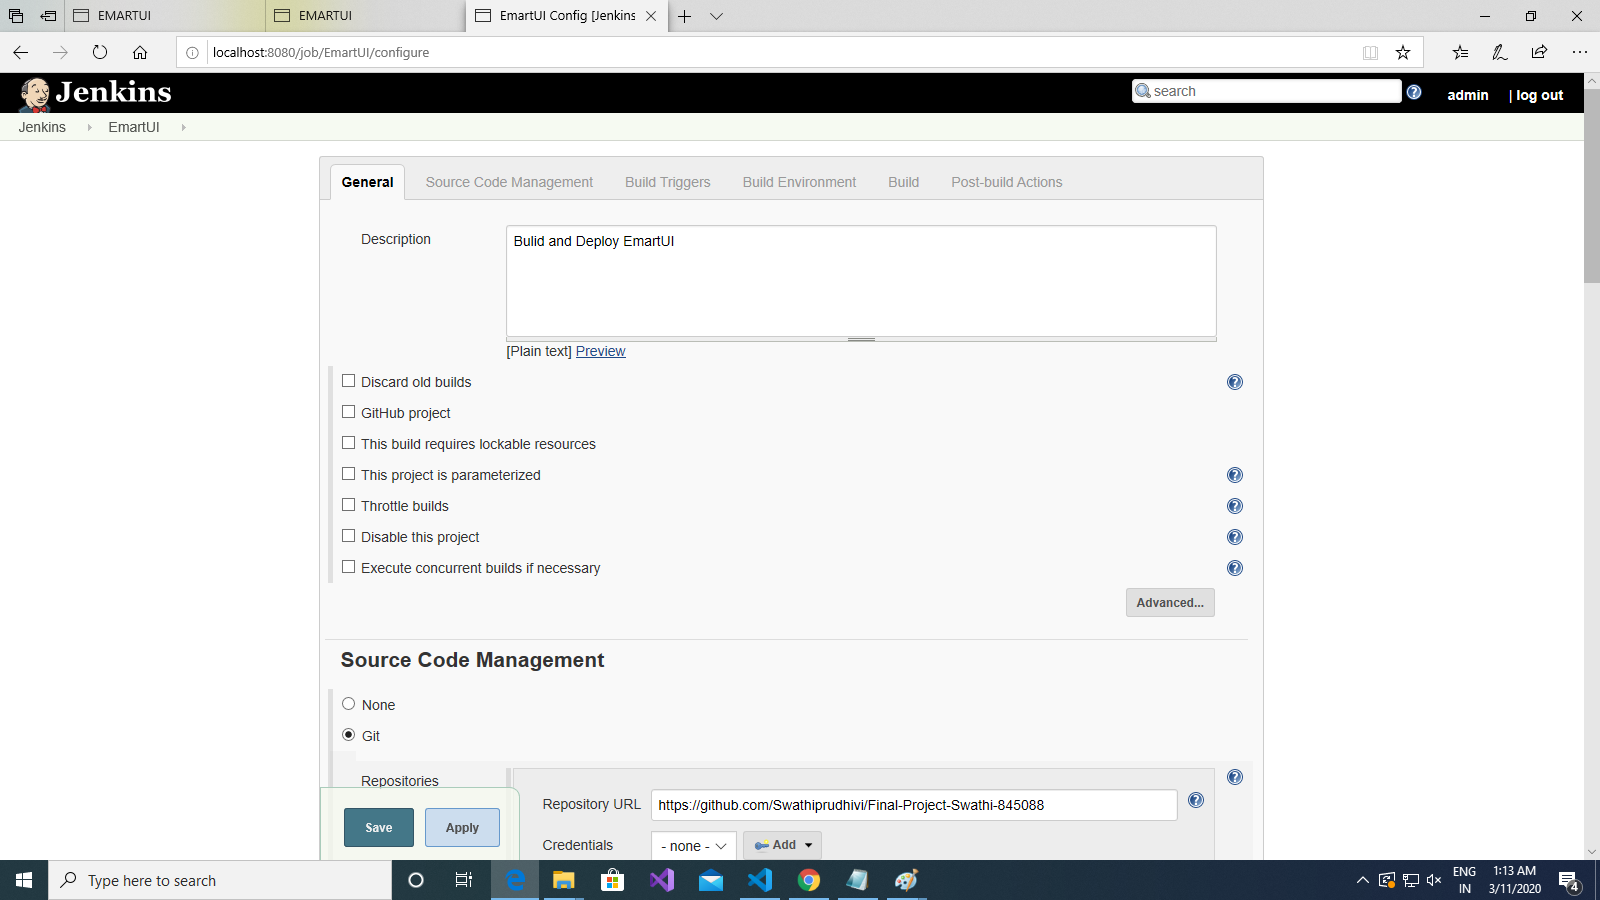 EMARTUI
EMARTUI
EmartUI Config [Jenkins
localhost:8080/job/EmartUI/configure
Jenkins
search
admin
| log out
Jenkins
EmartUI
General
Source Code Management
Build Triggers
Build Environment
Build
Post-build Actions
Description
Bulid and Deploy EmartUI
[Plain text] Preview
Discard old builds
GitHub project
This build requires lockable resources
This project is parameterized
Throttle builds
Disable this project
Execute concurrent builds if necessary
Advanced...
Source Code Management
None
Git
Repositories
Repository URL
https://github.com/Swathiprudhivi/Final-Project-Swathi-845088
Save
Apply
Credentials
- none -
Add
Type here to search
ENG
IN
1:13 AM
3/11/2020
4